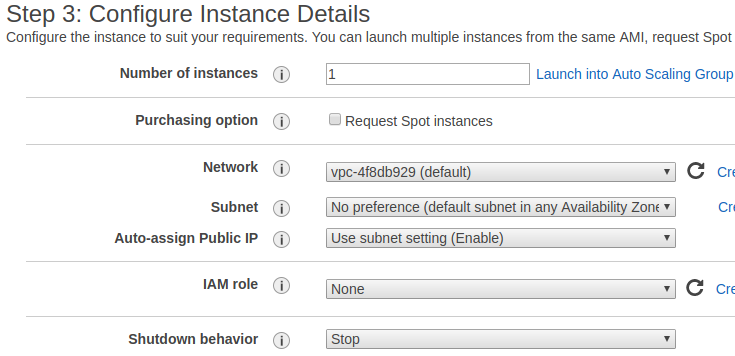 Step 3: Configure Instance Details
Configure the instance to suit your requirements. You can launch multiple instances from the same AMI, request Spot
Number of instances i 1 Launch into Auto Scaling Group
Purchasing option i Request Spot instances
Network i vpc-4f8db929 (default) Cre
Subnet i No preference (default subnet in any Availability Zone Cre
Auto-assign Public IP i Use subnet setting (Enable)
IAM role i None Cre
Shutdown behavior i Stop